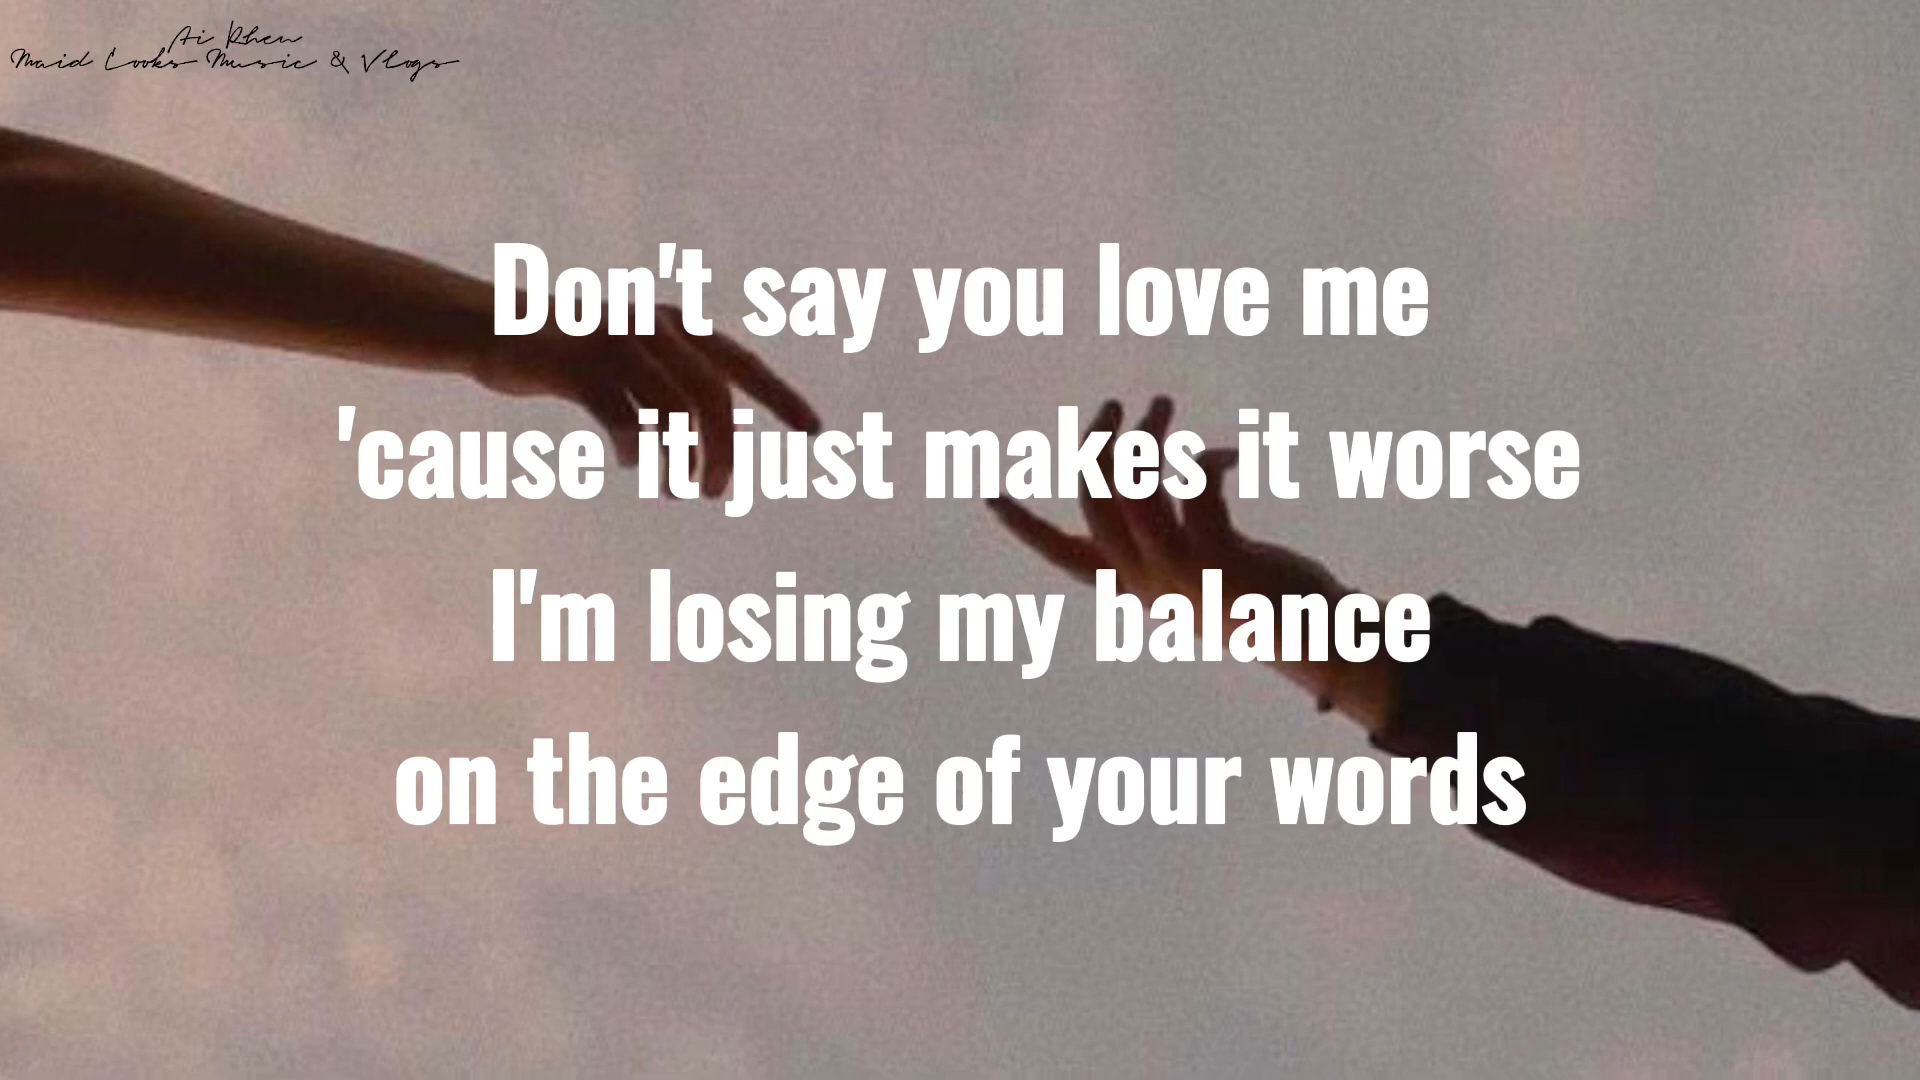 Ai Rhen
Maid Cooks Music & Vlogs
Don't say you love me
'cause it just makes it worse
I'm losing my balance
on the edge of your words